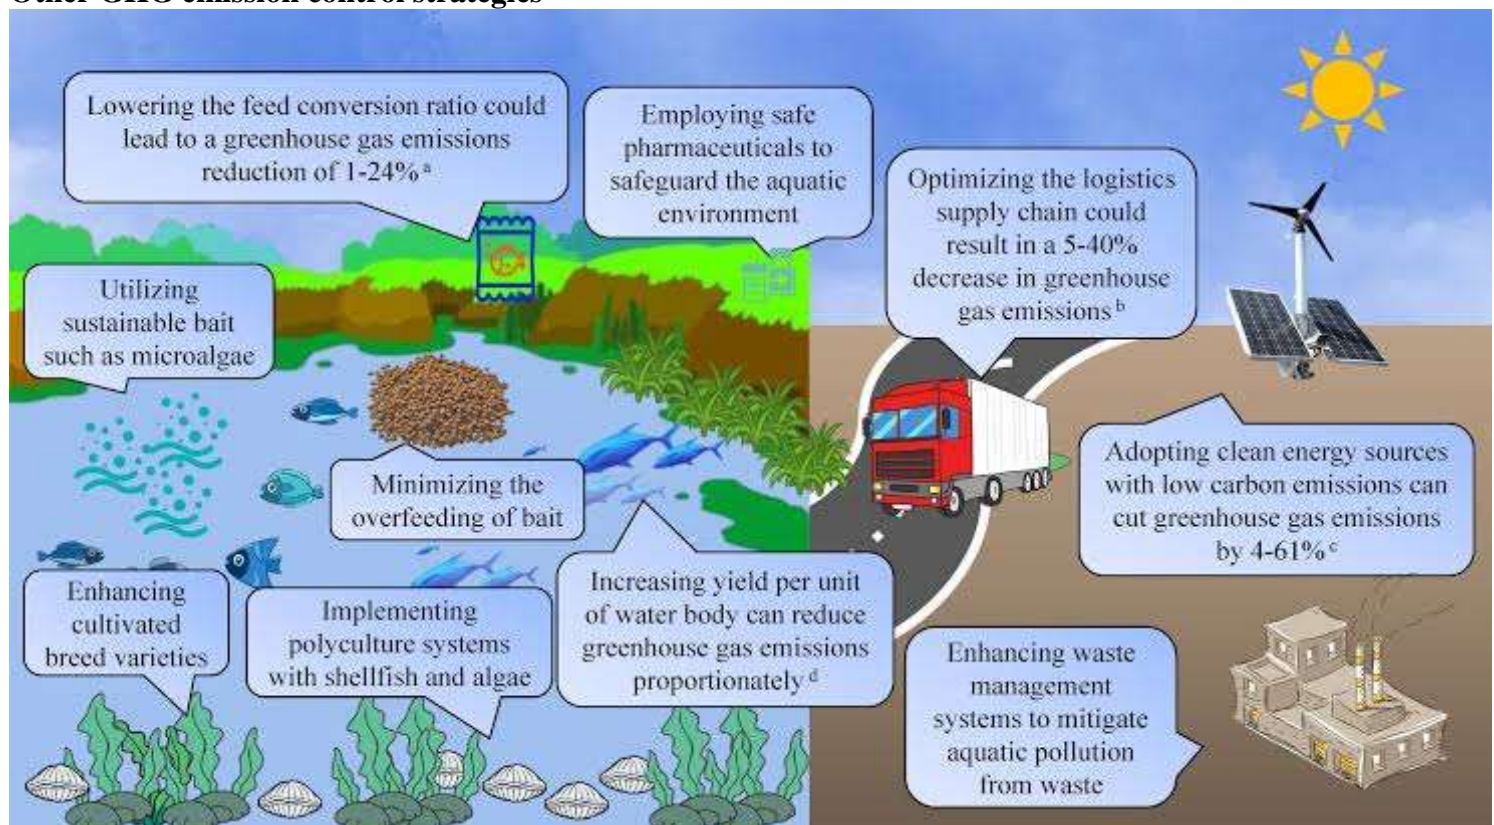 Other GHG emission control strategies
Lowering the feed conversion ratio could
lead to a greenhouse gas emissions
reduction of 1-24% a
Employing safe
pharmaceuticals to
safeguard the aquatic
environment
Optimizing the logistics
supply chain could
result in a 5-40%
decrease in greenhouse
gas emissions b
Utilizing
sustainable bait
such as microalgae
Minimizing the
overfeeding of bait
Adopting clean energy sources
with low carbon emissions can
cut greenhouse gas emissions
by 4-61% c
Enhancing
cultivated
breed varieties
Implementing
polyculture systems
with shellfish and algae
Increasing yield per unit
of water body can reduce
greenhouse gas emissions
proportionately d
Enhancing waste
management
systems to mitigate
aquatic pollution
from waste